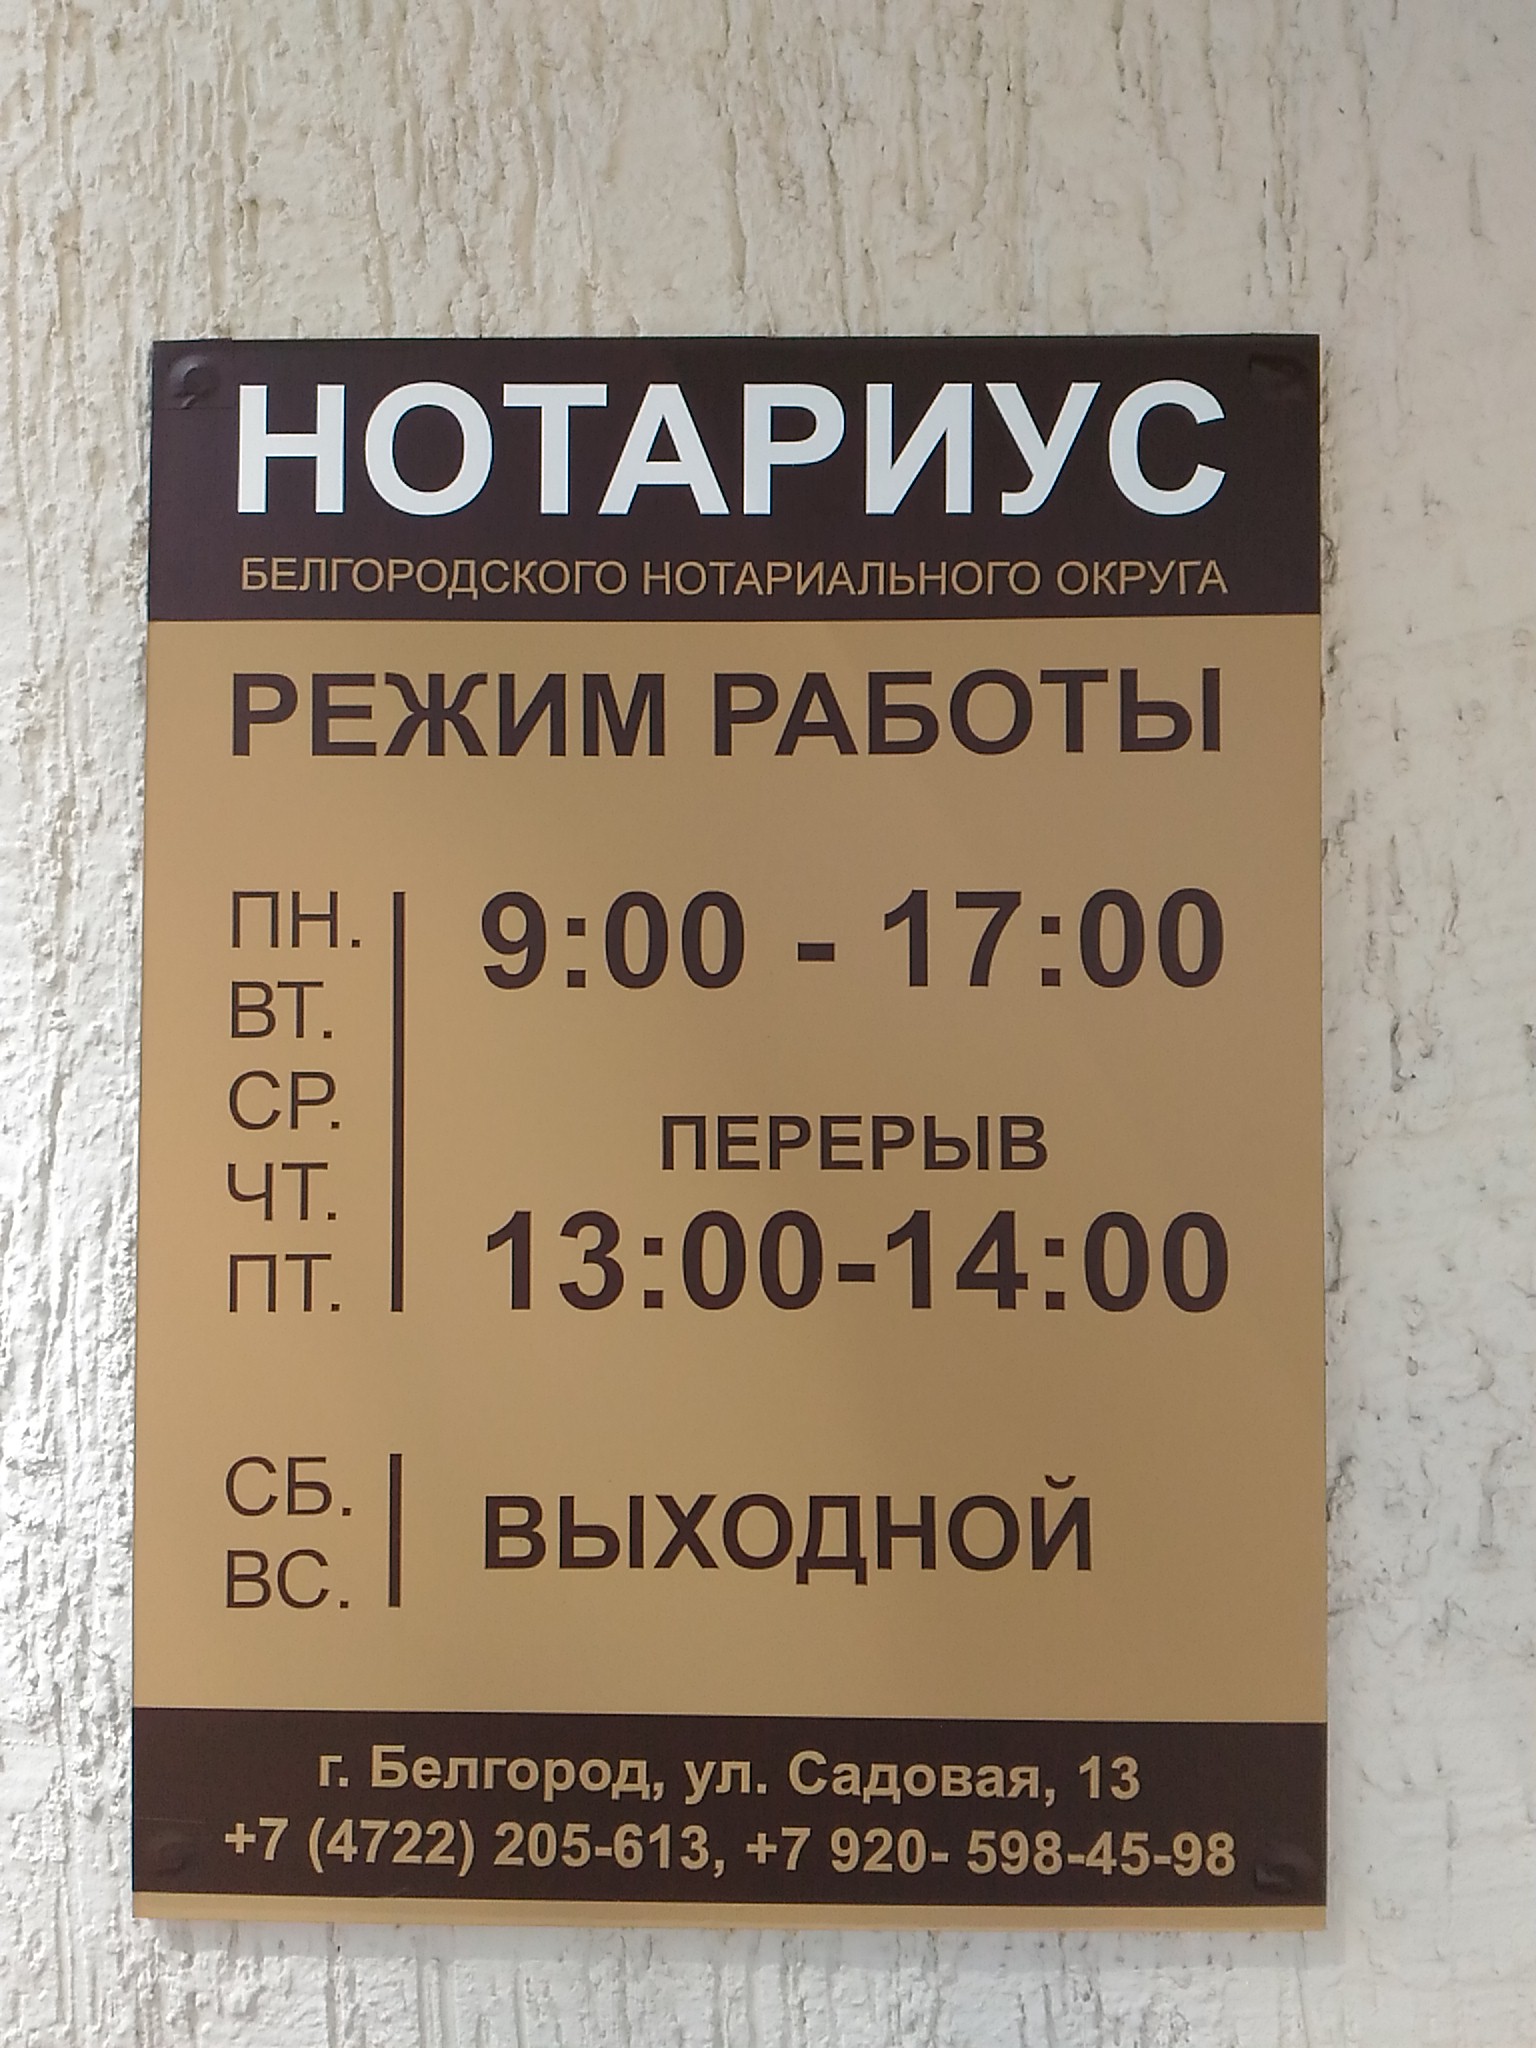 НОТАРИУС
БЕЛГОРОДСКОГО НОТАРИАЛЬНОГО ОКРУГА
РЕЖИМ РАБОТЫ
ПН.
ВТ.
СР.
ЧТ.
ПТ.
9:00 - 17:00
ПЕРЕРЫВ
13:00-14:00
СБ.
ВС.
ВЫХОДНОЙ
г. Белгород, ул. Садовая, 13
+7 (4722) 205-613, +7 920- 598-45-98